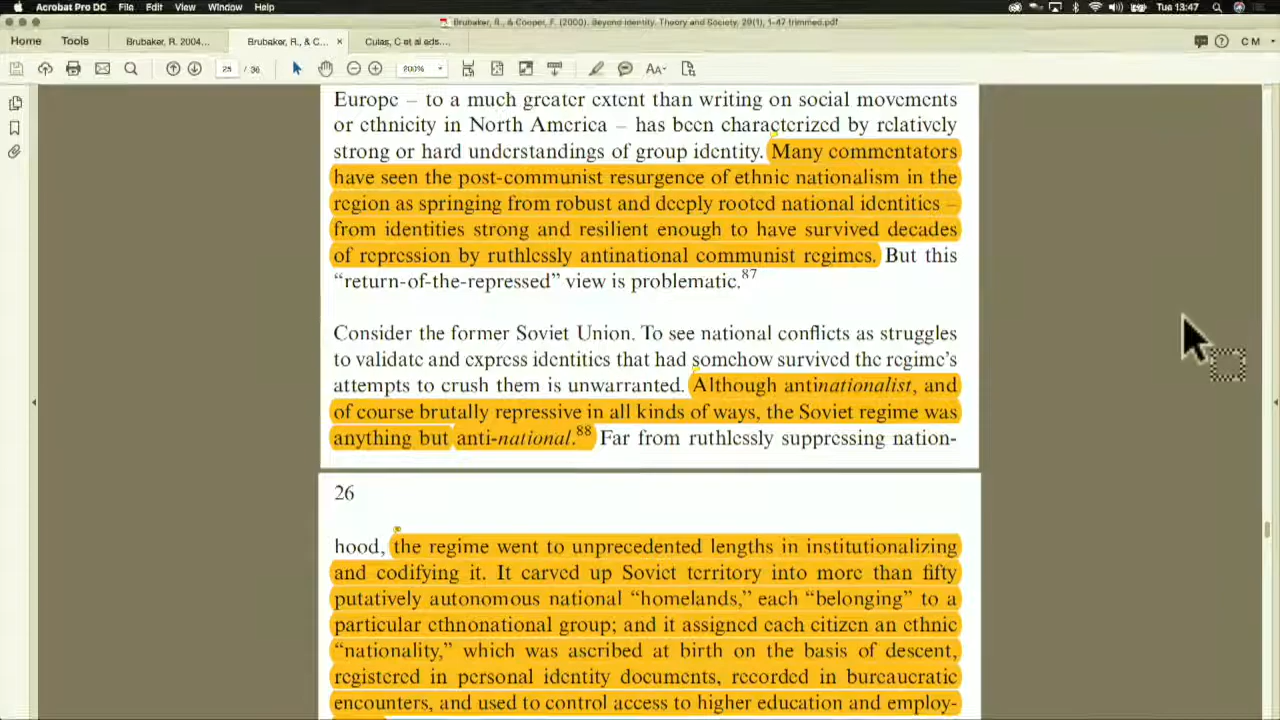 Acrobat Pro DC File Edit View Window Help Tue 13:47
Brubaker, R., & Cooper, F. (2000). Beyond identity. Theory and Society, 29(1), 1-47 trimmed.pdf
Home Tools Brubaker, R. 2004... Brubaker, R., & C... × Culas, C et al eds.... C M
25 / 36 200%
Europe – to a much greater extent than writing on social movements
or ethnicity in North America – has been characterized by relatively
strong or hard understandings of group identity. Many commentators
have seen the post-communist resurgence of ethnic nationalism in the
region as springing from robust and deeply rooted national identities –
from identities strong and resilient enough to have survived decades
of repression by ruthlessly antinational communist regimes. But this
“return-of-the-repressed” view is problematic.87
Consider the former Soviet Union. To see national conflicts as struggles
to validate and express identities that had somehow survived the regime’s
attempts to crush them is unwarranted. Although antinationalist, and
of course brutally repressive in all kinds of ways, the Soviet regime was
anything but anti-national.88 Far from ruthlessly suppressing nation-
26
hood, the regime went to unprecedented lengths in institutionalizing
and codifying it. It carved up Soviet territory into more than fifty
putatively autonomous national “homelands,” each “belonging” to a
particular ethnonational group; and it assigned each citizen an ethnic
“nationality,” which was ascribed at birth on the basis of descent,
registered in personal identity documents, recorded in bureaucratic
encounters, and used to control access to higher education and employ-